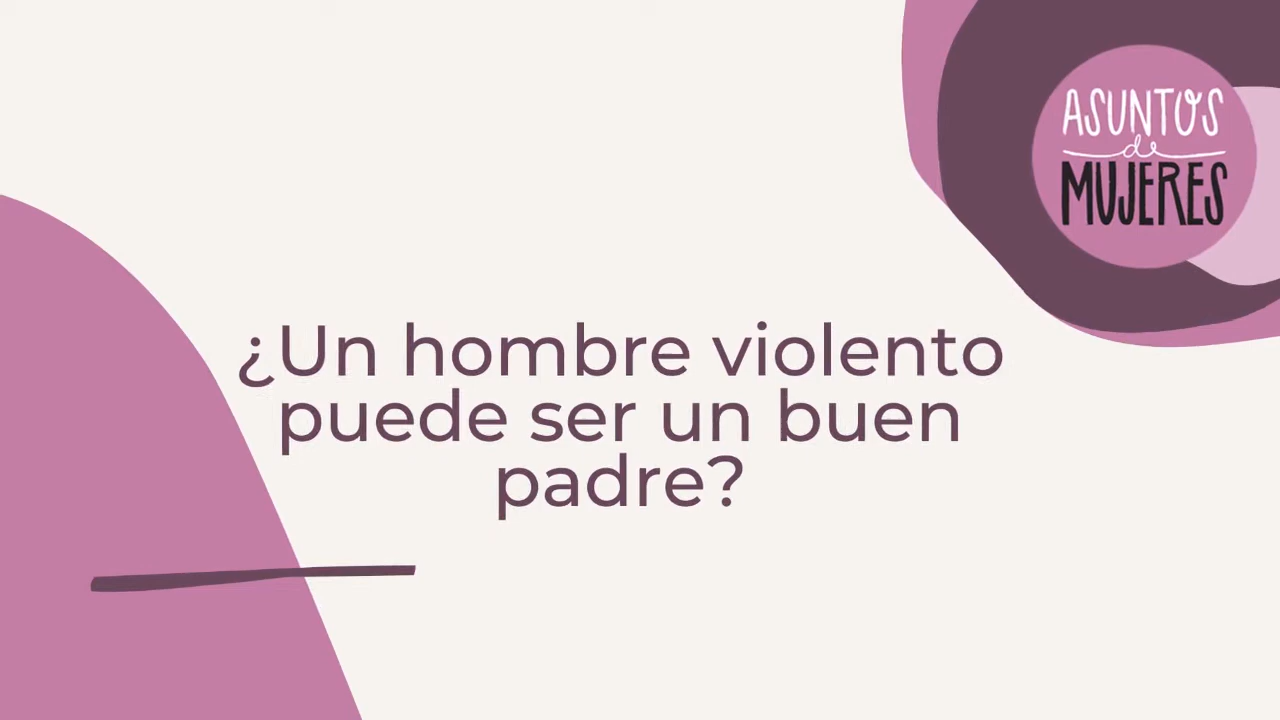 ASUNTOS
de
MUJERES
¿Un hombre violento
puede ser un buen
padre?